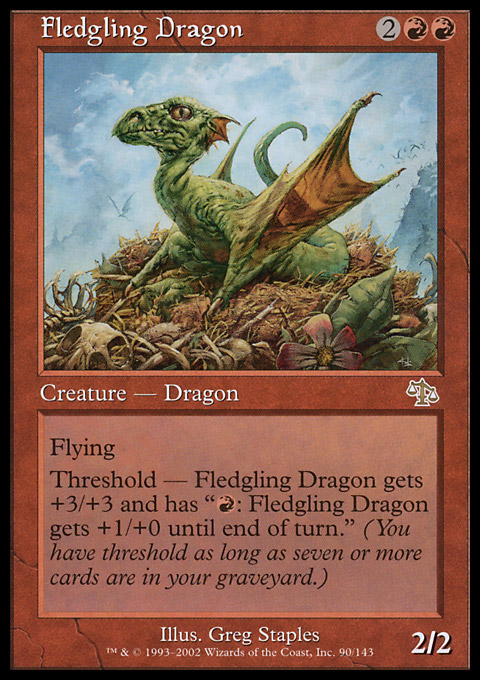 Fledgling Dragon 2
Creature — Dragon
Flying
Threshold — Fledgling Dragon gets
+3/+3 and has “ : Fledgling Dragon
gets +1/+0 until end of turn.” (You
have threshold as long as seven or more
cards are in your graveyard.)
Illus. Greg Staples
™ & © 1993–2002 Wizards of the Coast, Inc. 90/143
2/2